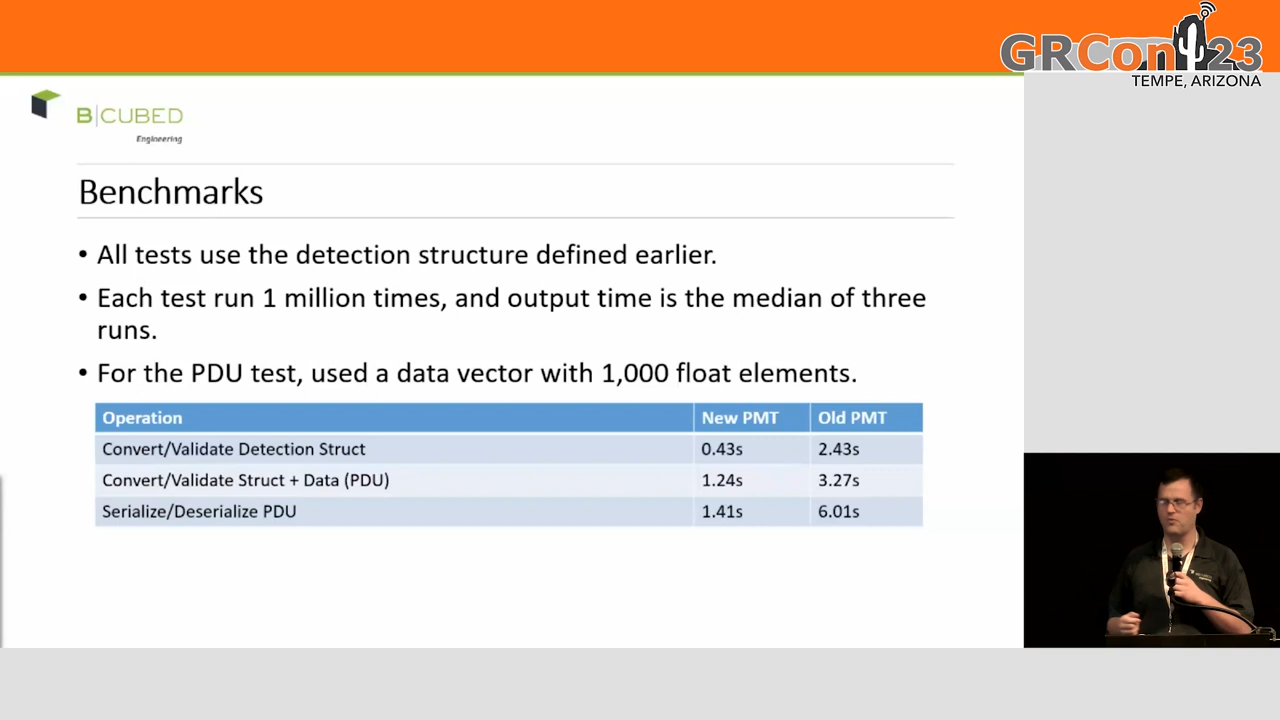 GRCon 23
TEMPE, ARIZONA
B|CUBED
Engineering
Benchmarks
• All tests use the detection structure defined earlier.
• Each test run 1 million times, and output time is the median of three
runs.
• For the PDU test, used a data vector with 1,000 float elements.
Operation New PMT Old PMT
Convert/Validate Detection Struct 0.43s 2.43s
Convert/Validate Struct + Data (PDU) 1.24s 3.27s
Serialize/Deserialize PDU 1.41s 6.01s